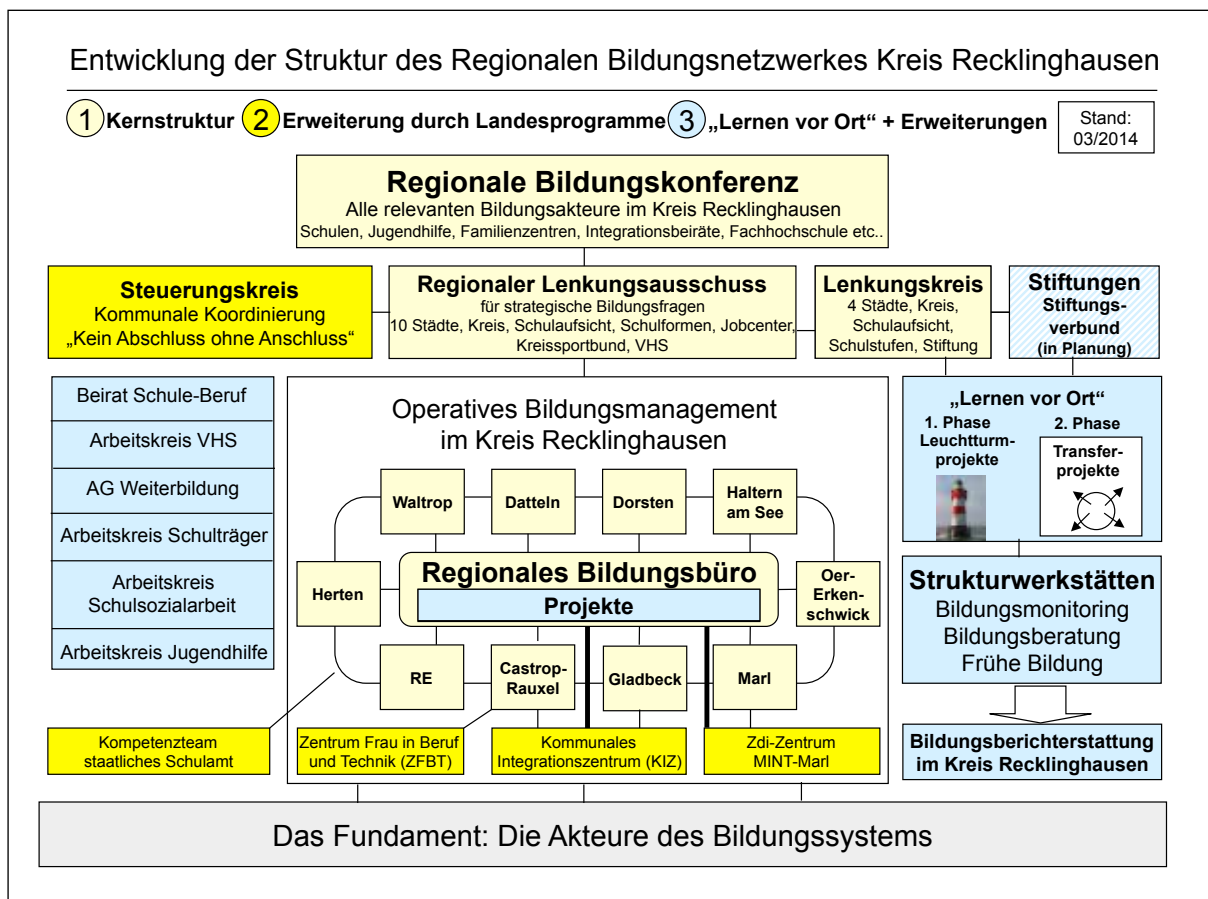 Entwicklung der Struktur des Regionalen Bildungsnetzwerkes Kreis Recklinghausen
1 Kernstruktur 2 Erweiterung durch Landesprogramme 3 „Lernen vor Ort“ + Erweiterungen
Stand:
03/2014
Regionale Bildungskonferenz
Alle relevanten Bildungsakteure im Kreis Recklinghausen
Schulen, Jugendhilfe, Familienzentren, Integrationsbeiräte, Fachhochschule etc..
Steuerungskreis
Kommunale Koordinierung
„Kein Abschluss ohne Anschluss“
Regionaler Lenkungsausschuss
für strategische Bildungsfragen
10 Städte, Kreis, Schulaufsicht, Schulformen, Jobcenter,
Kreissportbund, VHS
Lenkungskreis
4 Städte, Kreis,
Schulaufsicht,
Schulstufen, Stiftung
Stiftungen
Stiftungs-
verbund
(in Planung)
Beirat Schule-Beruf
Arbeitskreis VHS
AG Weiterbildung
Arbeitskreis Schulträger
Arbeitskreis
Schulsozialarbeit
Arbeitskreis Jugendhilfe
Operatives Bildungsmanagement
im Kreis Recklinghausen
Waltrop
Datteln
Dorsten
Haltern
am See
Herten
Regionales Bildungsbüro
Projekte
Oer-
Erken-
schwick
RE
Castrop-
Rauxel
Gladbeck
Marl
„Lernen vor Ort“
1. Phase
Leuchtturm-
projekte
2. Phase
Transfer-
projekte
Strukturwerkstätten
Bildungsmonitoring
Bildungsberatung
Frühe Bildung
Kompetenzteam
staatliches Schulamt
Zentrum Frau in Beruf
und Technik (ZFBT)
Kommunales
Integrationszentrum (KIZ)
Zdi-Zentrum
MINT-Marl
Bildungsberichterstattung
im Kreis Recklinghausen
Das Fundament: Die Akteure des Bildungssystems